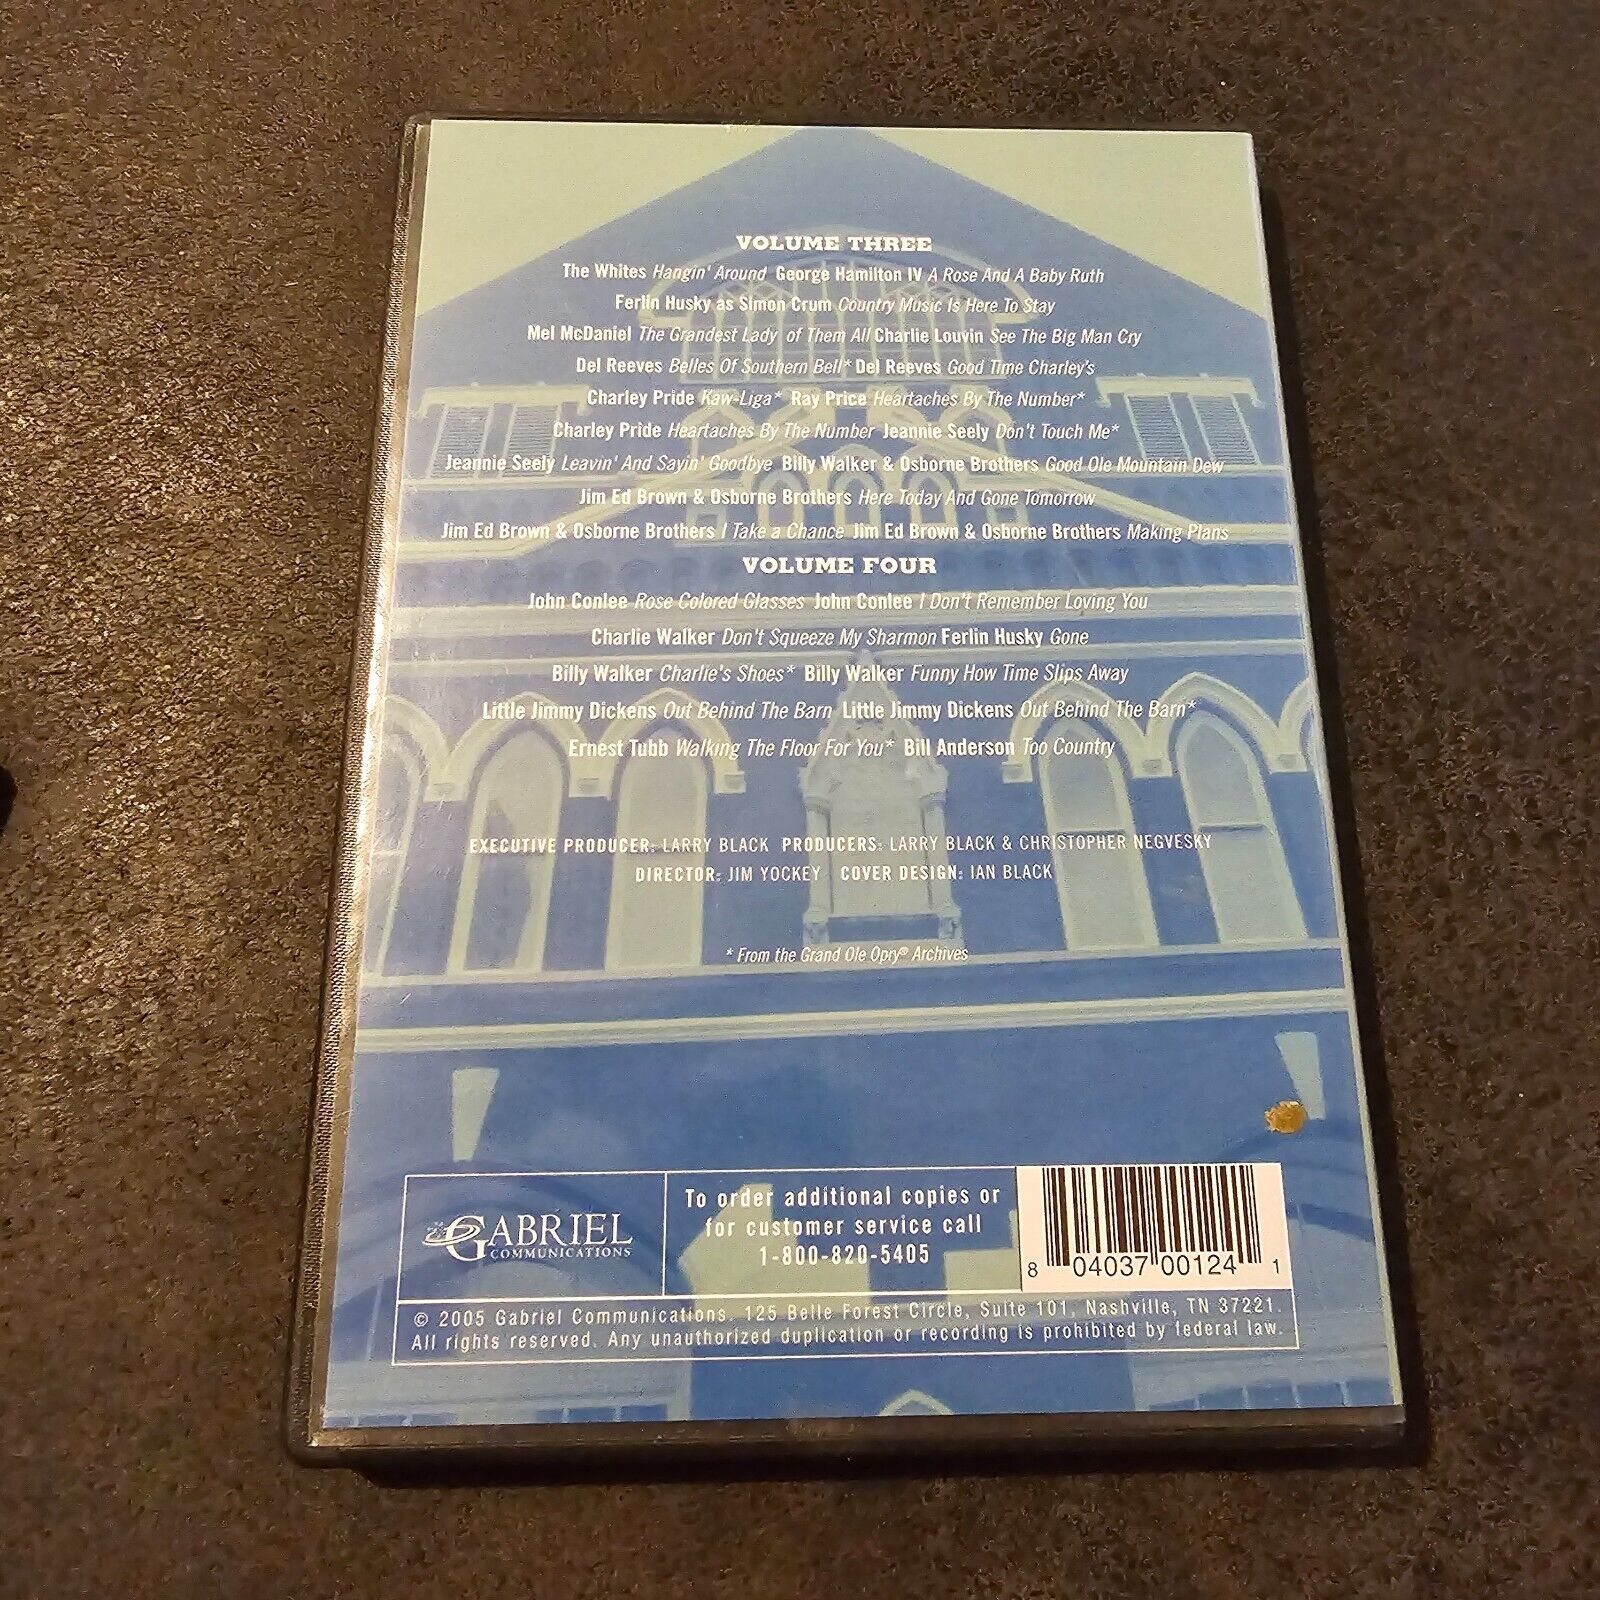 VOLUME THREE
The Whites Hangin' Around George Hamilton IV A Rose And A Baby Ruth
Ferlin Husky as Simon Crum Country Music Is Here To Stay
Mel McDaniel The Grandest Lady of Them All Charlie Louvin See The Big Man Cry
Del Reeves Belles Of Southern Bell* Del Reeves Good Time Charley's
Charley Pride Kaw-Liga* Ray Price Heartaches By The Number*
Charley Pride Heartaches By The Number Jeannie Seely Don't Touch Me*
Jeannie Seely Leavin' And Sayin' Goodbye Billy Walker & Osborne Brothers Good Ole Mountain Dew
Jim Ed Brown & Osborne Brothers Here Today And Gone Tomorrow
Jim Ed Brown & Osborne Brothers I Take a Chance Jim Ed Brown & Osborne Brothers Making Plans
VOLUME FOUR
John Conlee Rose Colored Glasses John Conlee I Don't Remember Loving You
Charlie Walker Don't Squeeze My Sharmon Ferlin Husky Gone
Billy Walker Charlie's Shoes* Billy Walker Funny How Time Slips Away
Little Jimmy Dickens Out Behind The Barn Little Jimmy Dickens Out Behind The Barn*
Ernest Tubb Walking The Floor For You* Bill Anderson Too Country
EXECUTIVE PRODUCER: LARRY BLACK PRODUCERS: LARRY BLACK & CHRISTOPHER NEGVESKY
DIRECTOR: JIM YOCKEY COVER DESIGN: IAN BLACK
* From the Grand Ole Opry® Archives
GABRIEL
COMMUNICATIONS
To order additional copies or
for customer service call
1-800-820-5405
8 04037 00124 1
© 2005 Gabriel Communications. 125 Belle Forest Circle, Suite 101, Nashville, TN 37221.
All rights reserved. Any unauthorized duplication or recording is prohibited by federal law.